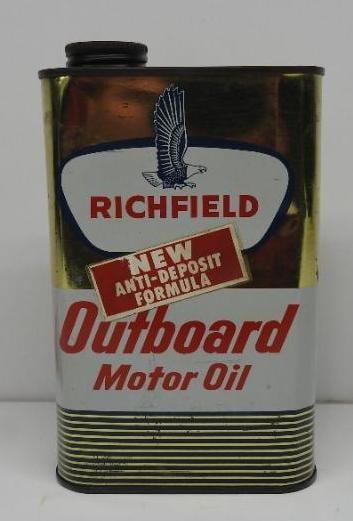 RICHFIELD
NEW
ANTI-DEPOSIT
FORMULA
Outboard
Motor Oil